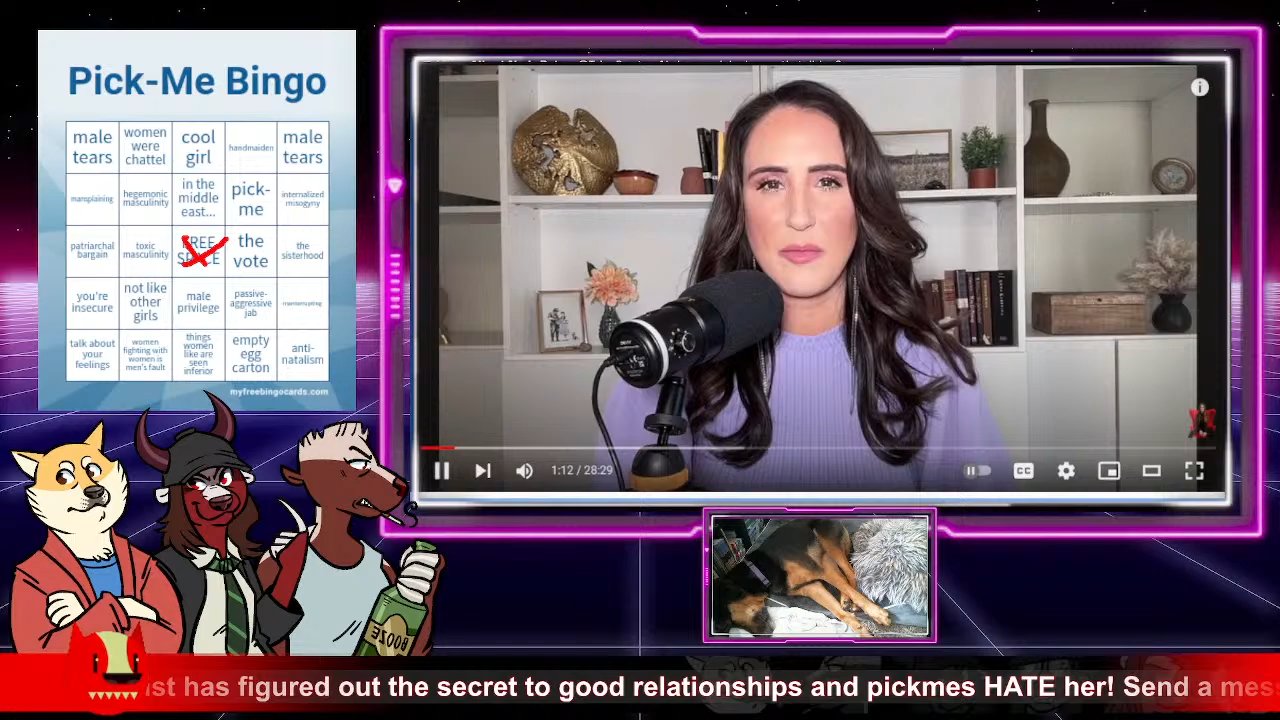 Pick-Me Bingo
male tears
women were chattel
cool girl
handmaiden
male tears
mansplaining
hegemonic masculinity
in the middle east...
pick-me
internalized misogyny
patriarchal bargain
toxic masculinity
FREE SPACE
the vote
the sisterhood
you're insecure
not like other girls
male privilege
passive-aggressive jab
manterrupting
talk about your feelings
women fighting with women is men's fault
things women like are seen inferior
empty egg carton
anti-natalism
myfreebingocards.com
1:12 / 28:29
CC
BOOZE
ist has figured out the secret to good relationships and pickmes HATE her! Send a mess